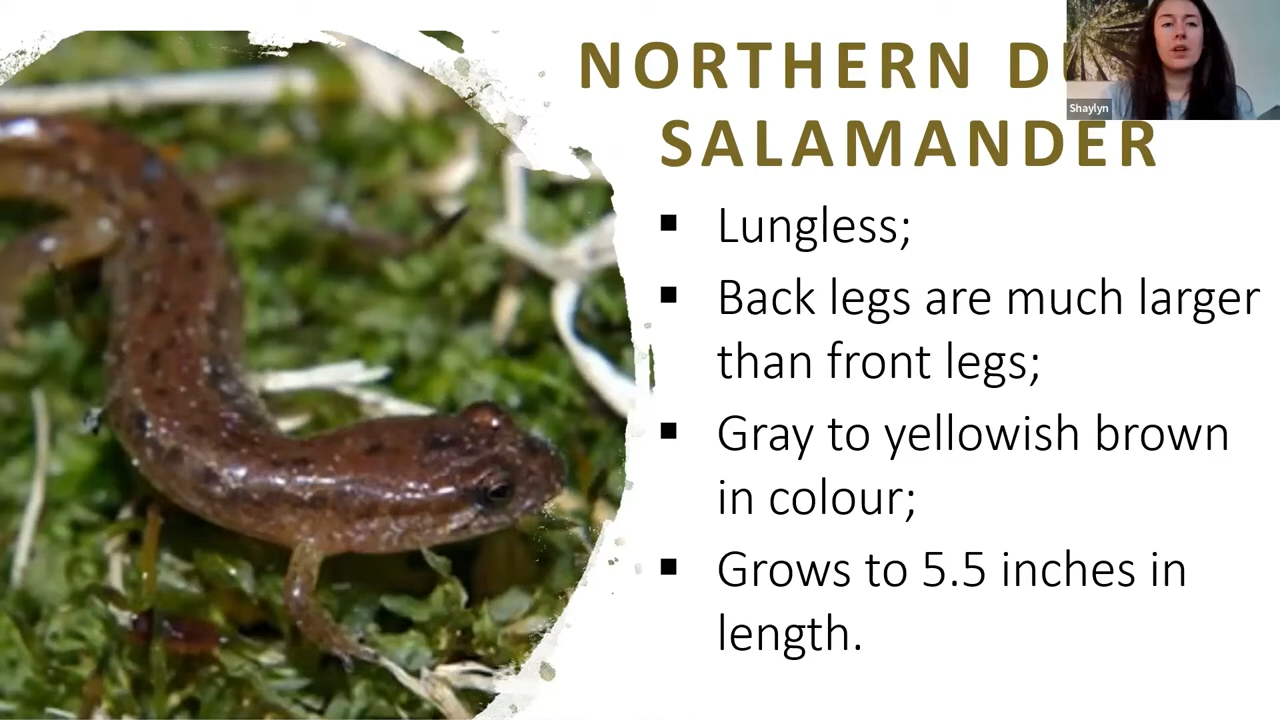 NORTHERN D
SALAMANDER
Shaylyn
▪ Lungless;
▪ Back legs are much larger
than front legs;
▪ Gray to yellowish brown
in colour;
▪ Grows to 5.5 inches in
length.